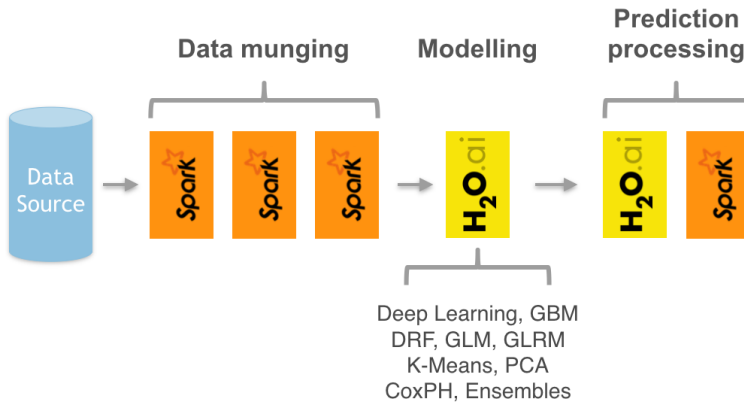 Data munging
Modelling
Prediction
processing
Data
Source
Spark
Spark
Spark
H₂O.ai
H₂O.ai
Spark
Deep Learning, GBM
DRF, GLM, GLRM
K-Means, PCA
CoxPH, Ensembles